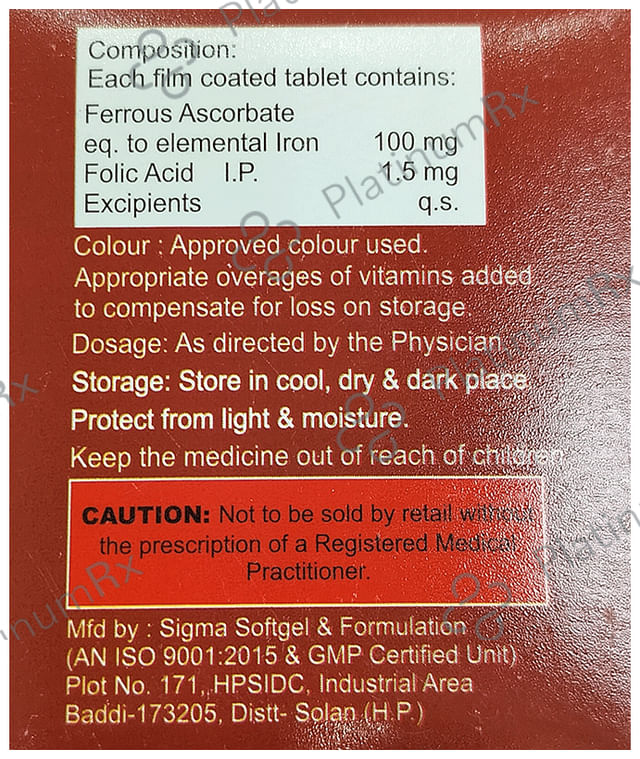 Composition:
Each film coated tablet contains:
Ferrous Ascorbate
eq. to elemental Iron 100 mg
Folic Acid I.P. 1.5 mg
Excipients q.s.
Colour : Approved colour used.
Appropriate overages of vitamins added
to compensate for loss on storage.
Dosage: As directed by the Physician
Storage: Store in cool, dry & dark place
Protect from light & moisture.
Keep the medicine out of reach of children
CAUTION: Not to be sold by retail without
the prescription of a Registered Medical
Practitioner.
Mfd by : Sigma Softgel & Formulation
(AN ISO 9001:2015 & GMP Certified Unit)
Plot No. 171, HPSIDC, Industrial Area
Baddi-173205, Distt- Solan (H.P.)
PlatinumRx
PlatinumRx
PlatinumRx